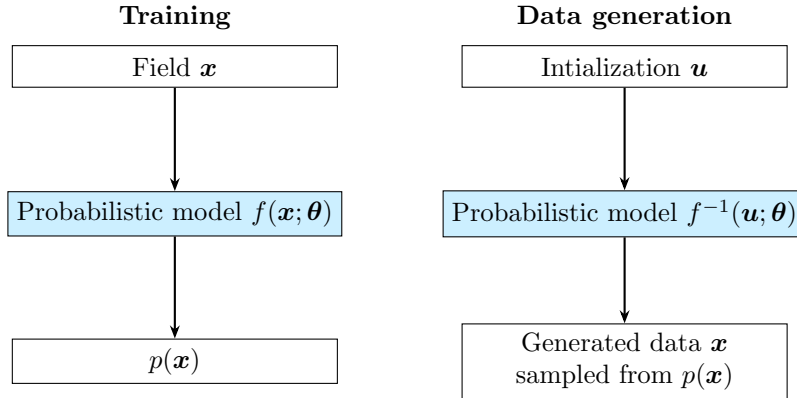 Training
Field x
Probabilistic model f(x; θ)
p(x)
Data generation
Intialization u
Probabilistic model f⁻¹(u; θ)
Generated data x
sampled from p(x)